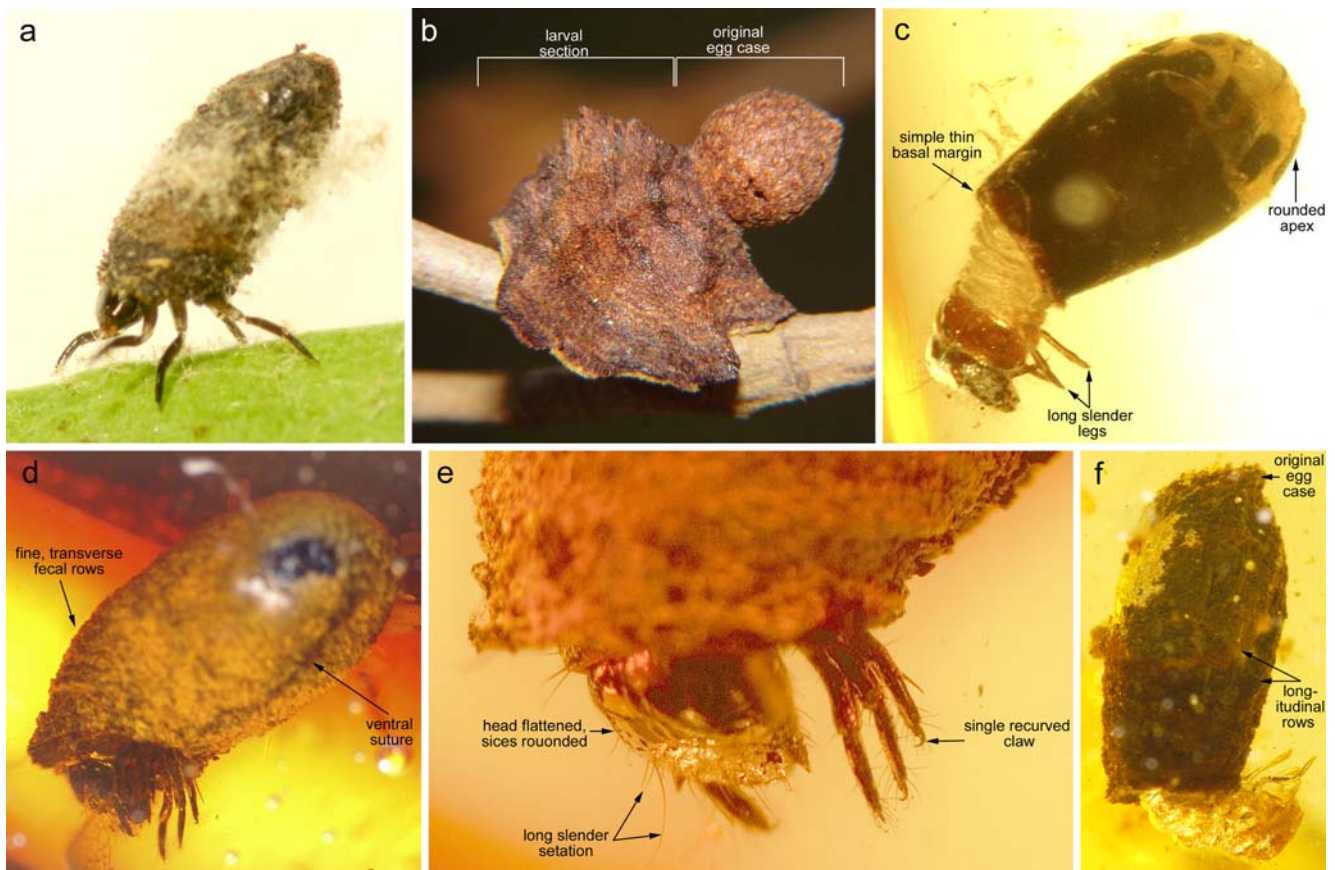 a
b
larval
section
original
egg case
c
simple thin
basal margin
rounded
apex
long slender
legs
d
fine, transverse
fecal rows
ventral
suture
e
head flattened,
sices rouonded
long slender
setation
single recurved
claw
f
original
egg
case
long-
itudinal
rows